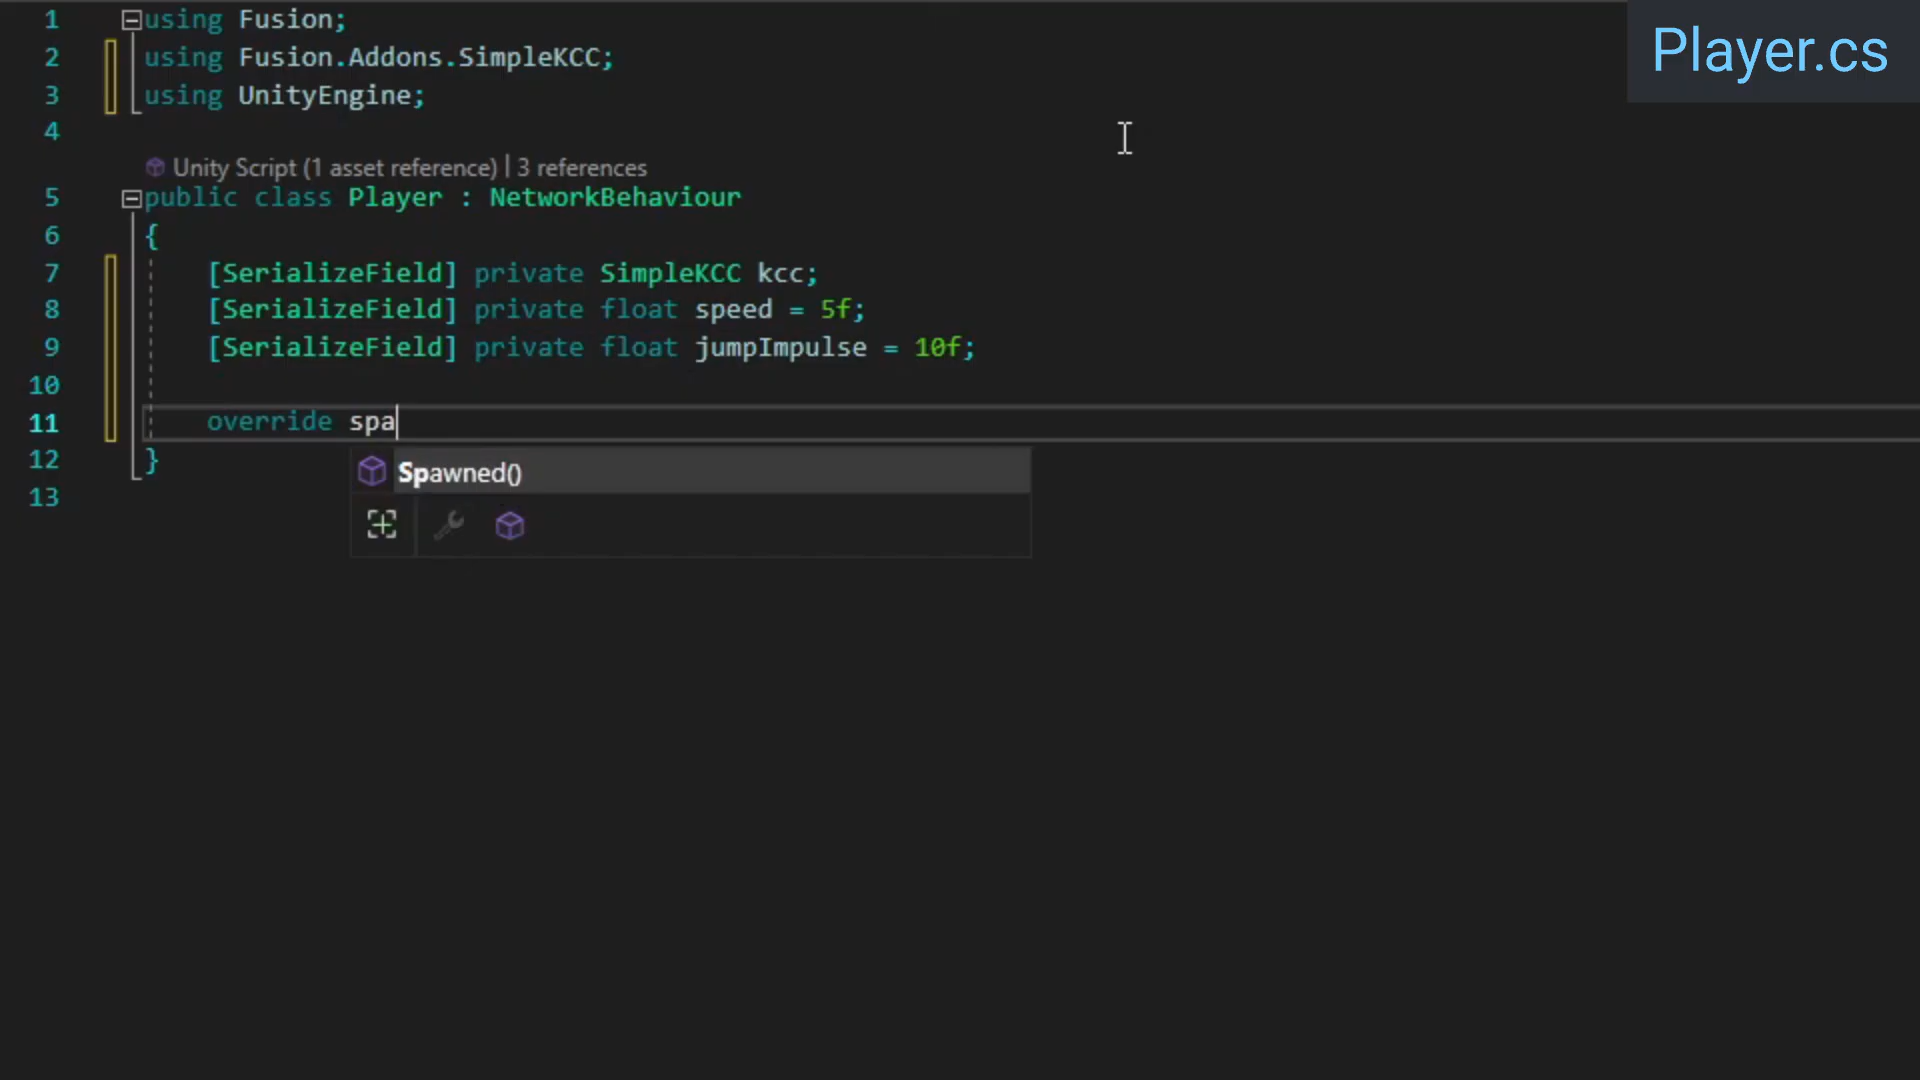 Player.cs
1 using Fusion;
2 using Fusion.Addons.SimpleKCC;
3 using UnityEngine;
4
Unity Script (1 asset reference) | 3 references
5 public class Player : NetworkBehaviour
6 {
7 [SerializeField] private SimpleKCC kcc;
8 [SerializeField] private float speed = 5f;
9 [SerializeField] private float jumpImpulse = 10f;
10
11 override spa
Spawned()
12 }
13